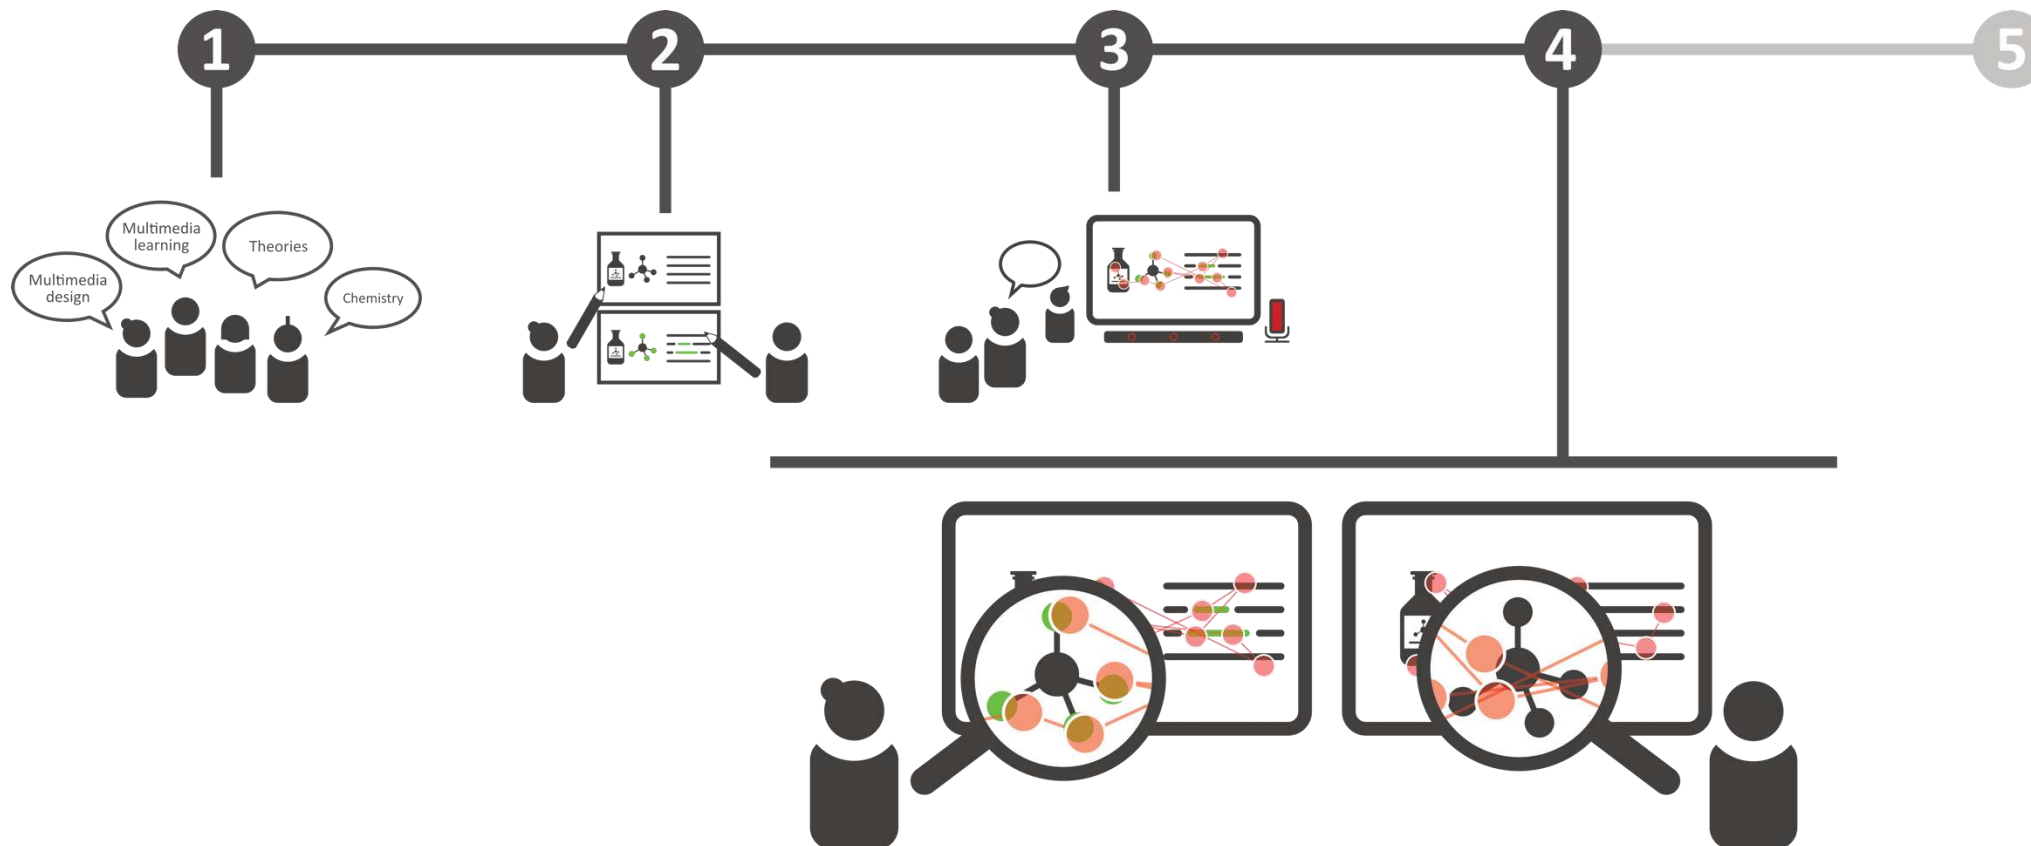 1
2
3
4
5
Multimedia
learning
Theories
Multimedia
design
Chemistry